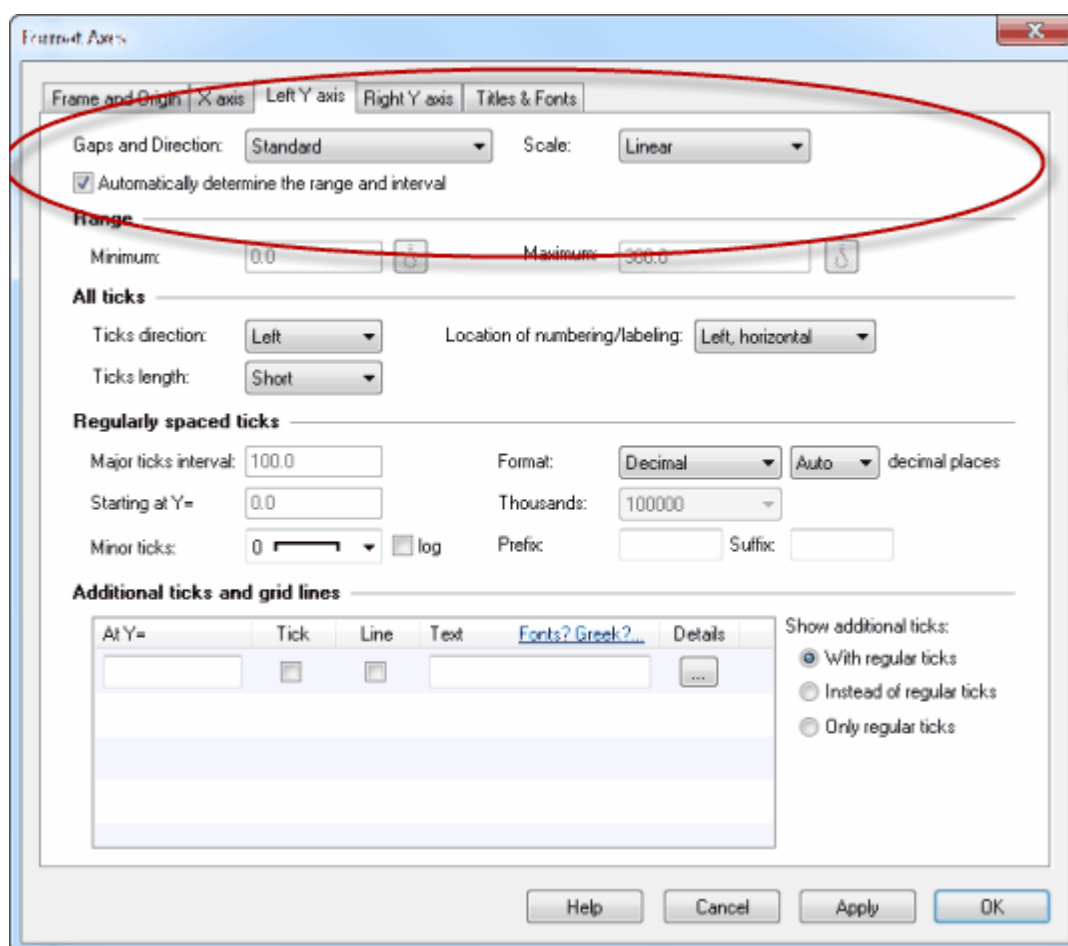 Format Axes
Frame and Origin X axis Left Y axis Right Y axis Titles & Fonts
Gaps and Direction: Standard Scale: Linear
Automatically determine the range and interval
Range
Minimum: 0.0 Maximum: 300.0
All ticks
Ticks direction: Left Location of numbering/labeling: Left, horizontal
Ticks length: Short
Regularly spaced ticks
Major ticks interval: 100.0 Format: Decimal Auto decimal places
Starting at Y= 0.0 Thousands: 100000
Minor ticks: 0 log Prefix: Suffix:
Additional ticks and grid lines
At Y= Tick Line Text Fonts? Greek?... Details
Show additional ticks:
...
With regular ticks
Instead of regular ticks
Only regular ticks
Help Cancel Apply OK